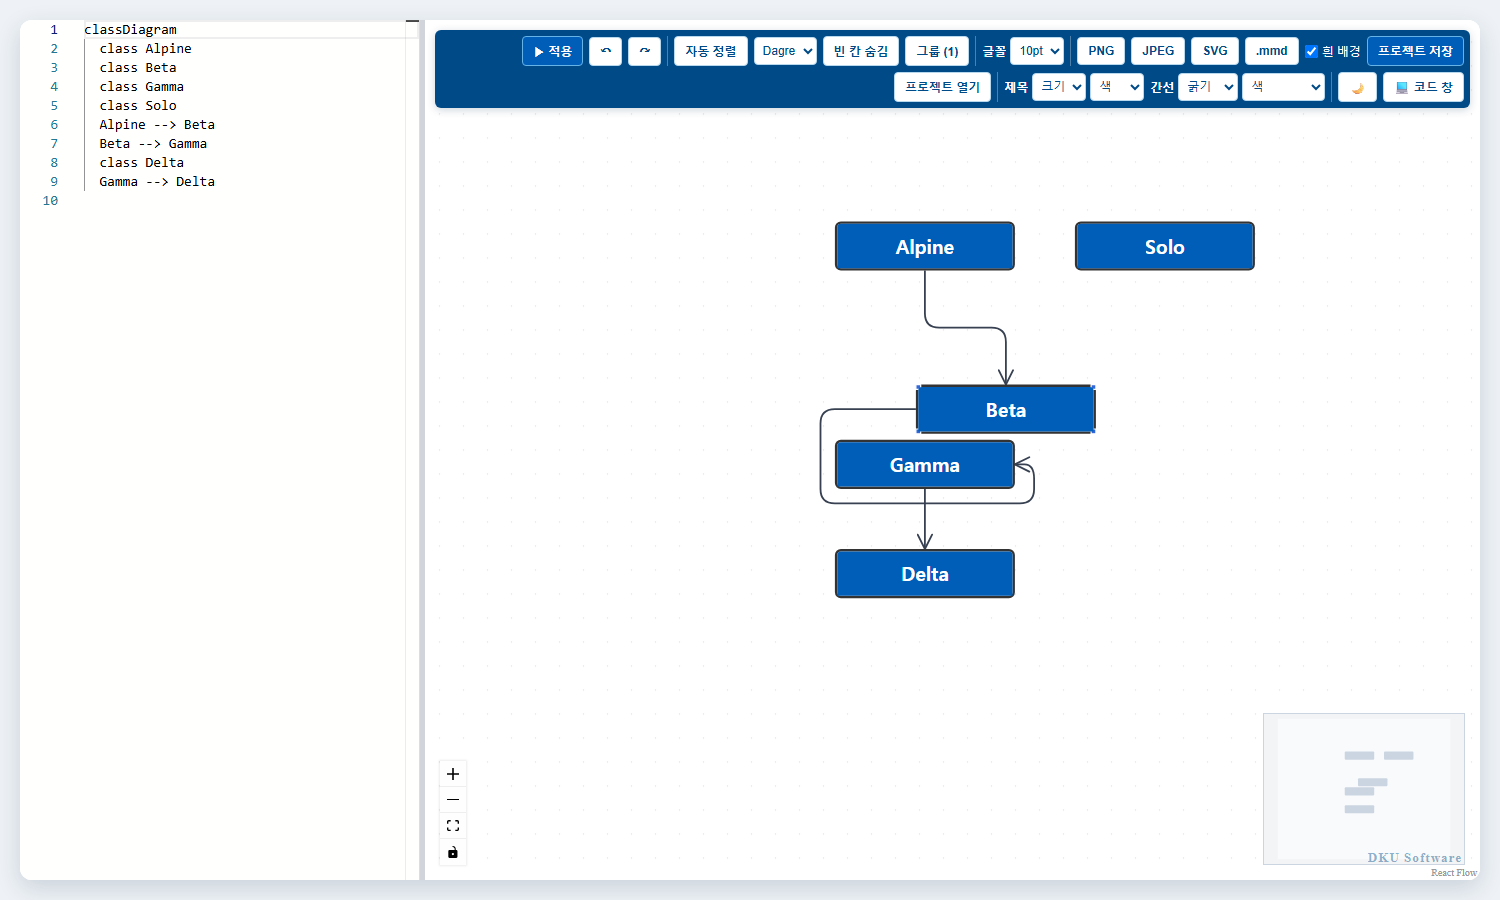 1 classDiagram
2 class Alpine
3 class Beta
4 class Gamma
5 class Solo
6 Alpine --> Beta
7 Beta --> Gamma
8 class Delta
9 Gamma --> Delta
10
▶ 적용 ↶ ↷ 자동 정렬 Dagre 빈 칸 숨김 그룹 (1) 글꼴 10pt PNG JPEG SVG .mmd 흰 배경 프로젝트 저장
프로젝트 열기 제목 크기 색 간선 굵기 색 🌙 💻 코드 창
Alpine Solo
Beta
Gamma
Delta
DKU Software
React Flow